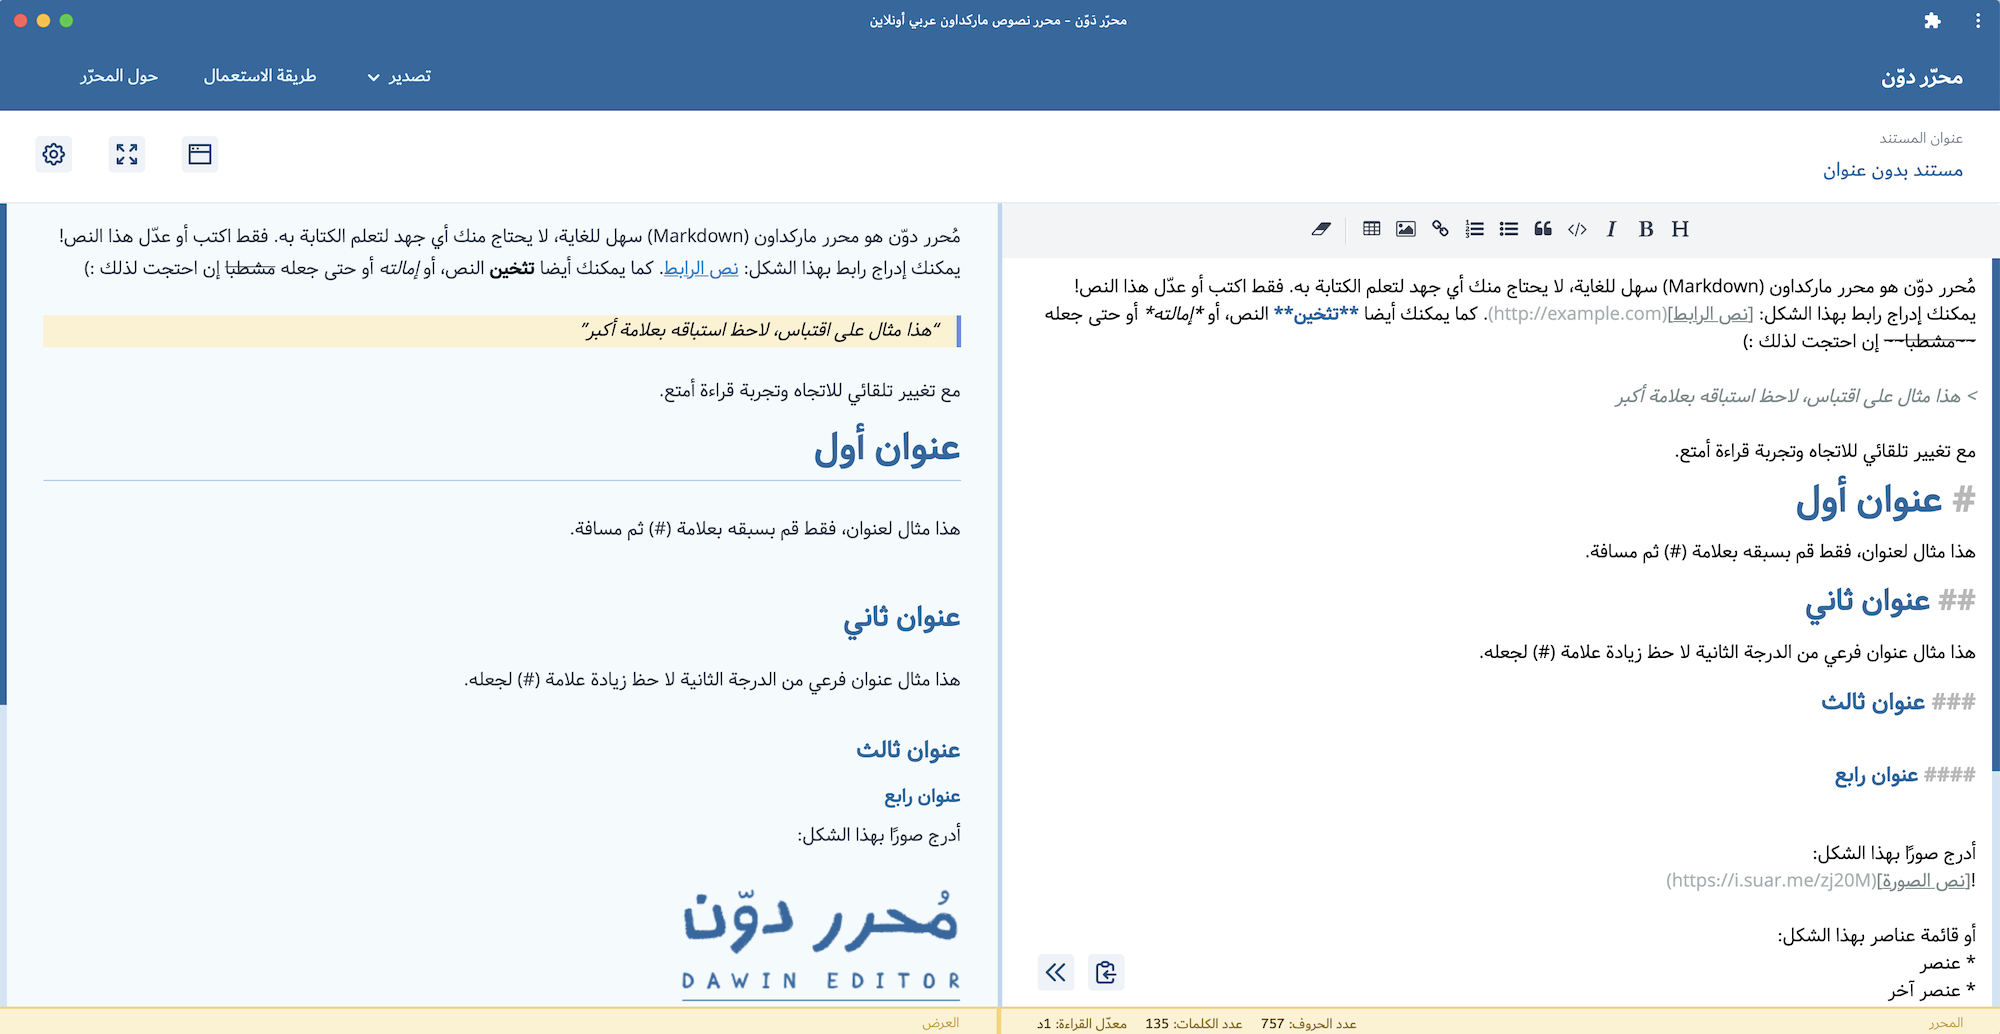 محرّر دَوّن - محرر نصوص ماركداون عربي أونلاين
محرّر دوّن
تصدير
طريقة الاستعمال
حول المحرّر
عنوان المستند
مستند بدون عنوان
H B I </>
مُحرر دوّن هو محرر ماركداون (Markdown) سهل للغاية، لا يحتاج منك أي جهد لتعلم الكتابة به. فقط اكتب أو عدّل هذا النص!
يمكنك إدراج رابط بهذا الشكل: [نص الرابط](http://example.com). كما يمكنك أيضا **تثخين** النص، أو *إمالته* أو حتى جعله
~~مشطبا~~ إن احتجت لذلك :)
> هذا مثال على اقتباس، لاحظ استباقه بعلامة أكبر
مع تغيير تلقائي للاتجاه وتجربة قراءة أمتع.
# عنوان أول
هذا مثال لعنوان، فقط قم بسبقه بعلامة (#) ثم مسافة.
## عنوان ثاني
هذا مثال عنوان فرعي من الدرجة الثانية لا حظ زيادة علامة (#) لجعله.
### عنوان ثالث
#### عنوان رابع
أدرج صورًا بهذا الشكل:
![نص الصورة](https://i.suar.me/zj20M)
أو قائمة عناصر بهذا الشكل:
* عنصر
* عنصر آخر
مُحرر دوّن هو محرر ماركداون (Markdown) سهل للغاية، لا يحتاج منك أي جهد لتعلم الكتابة به. فقط اكتب أو عدّل هذا النص!
يمكنك إدراج رابط بهذا الشكل: نص الرابط. كما يمكنك أيضا تثخين النص، أو إمالته أو حتى جعله مشطبا إن احتجت لذلك :)
“هذا مثال على اقتباس، لاحظ استباقه بعلامة أكبر”
مع تغيير تلقائي للاتجاه وتجربة قراءة أمتع.
عنوان أول
هذا مثال لعنوان، فقط قم بسبقه بعلامة (#) ثم مسافة.
عنوان ثاني
هذا مثال عنوان فرعي من الدرجة الثانية لا حظ زيادة علامة (#) لجعله.
عنوان ثالث
عنوان رابع
أدرج صورًا بهذا الشكل:
مُحرر دوّن
DAWIN EDITOR
المحرر
عدد الحروف: 757
عدد الكلمات: 135
معدّل القراءة: 1د
العرض